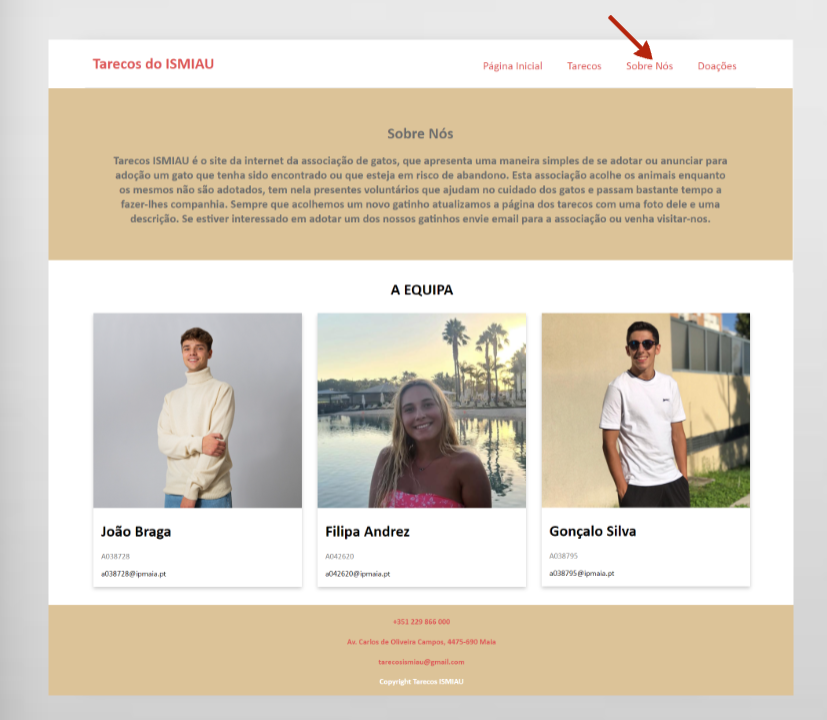 Tarecos do ISMIAU
Página Inicial Tarecos Sobre Nós Doações
Sobre Nós
Tarecos ISMIAU é o site da internet da associação de gatos, que apresenta uma maneira simples de se adotar ou anunciar para
adoção um gato que tenha sido encontrado ou que esteja em risco de abandono. Esta associação acolhe os animais enquanto
os mesmos não são adotados, tem nela presentes voluntários que ajudam no cuidado dos gatos e passam bastante tempo a
fazer-lhes companhia. Sempre que acolhemos um novo gatinho atualizamos a página dos tarecos com uma foto dele e uma
descrição. Se estiver interessado em adotar um dos nossos gatinhos envie email para a associação ou venha visitar-nos.
A EQUIPA
João Braga
A038728
a038728@ipmaia.pt
Filipa Andrez
A042620
a042620@ipmaia.pt
Gonçalo Silva
A038795
a038795@ipmaia.pt
+351 229 866 000
Av. Carlos de Oliveira Campos, 4475-690 Maia
tarecosismiau@gmail.com
Copyright Tarecos ISMIAU